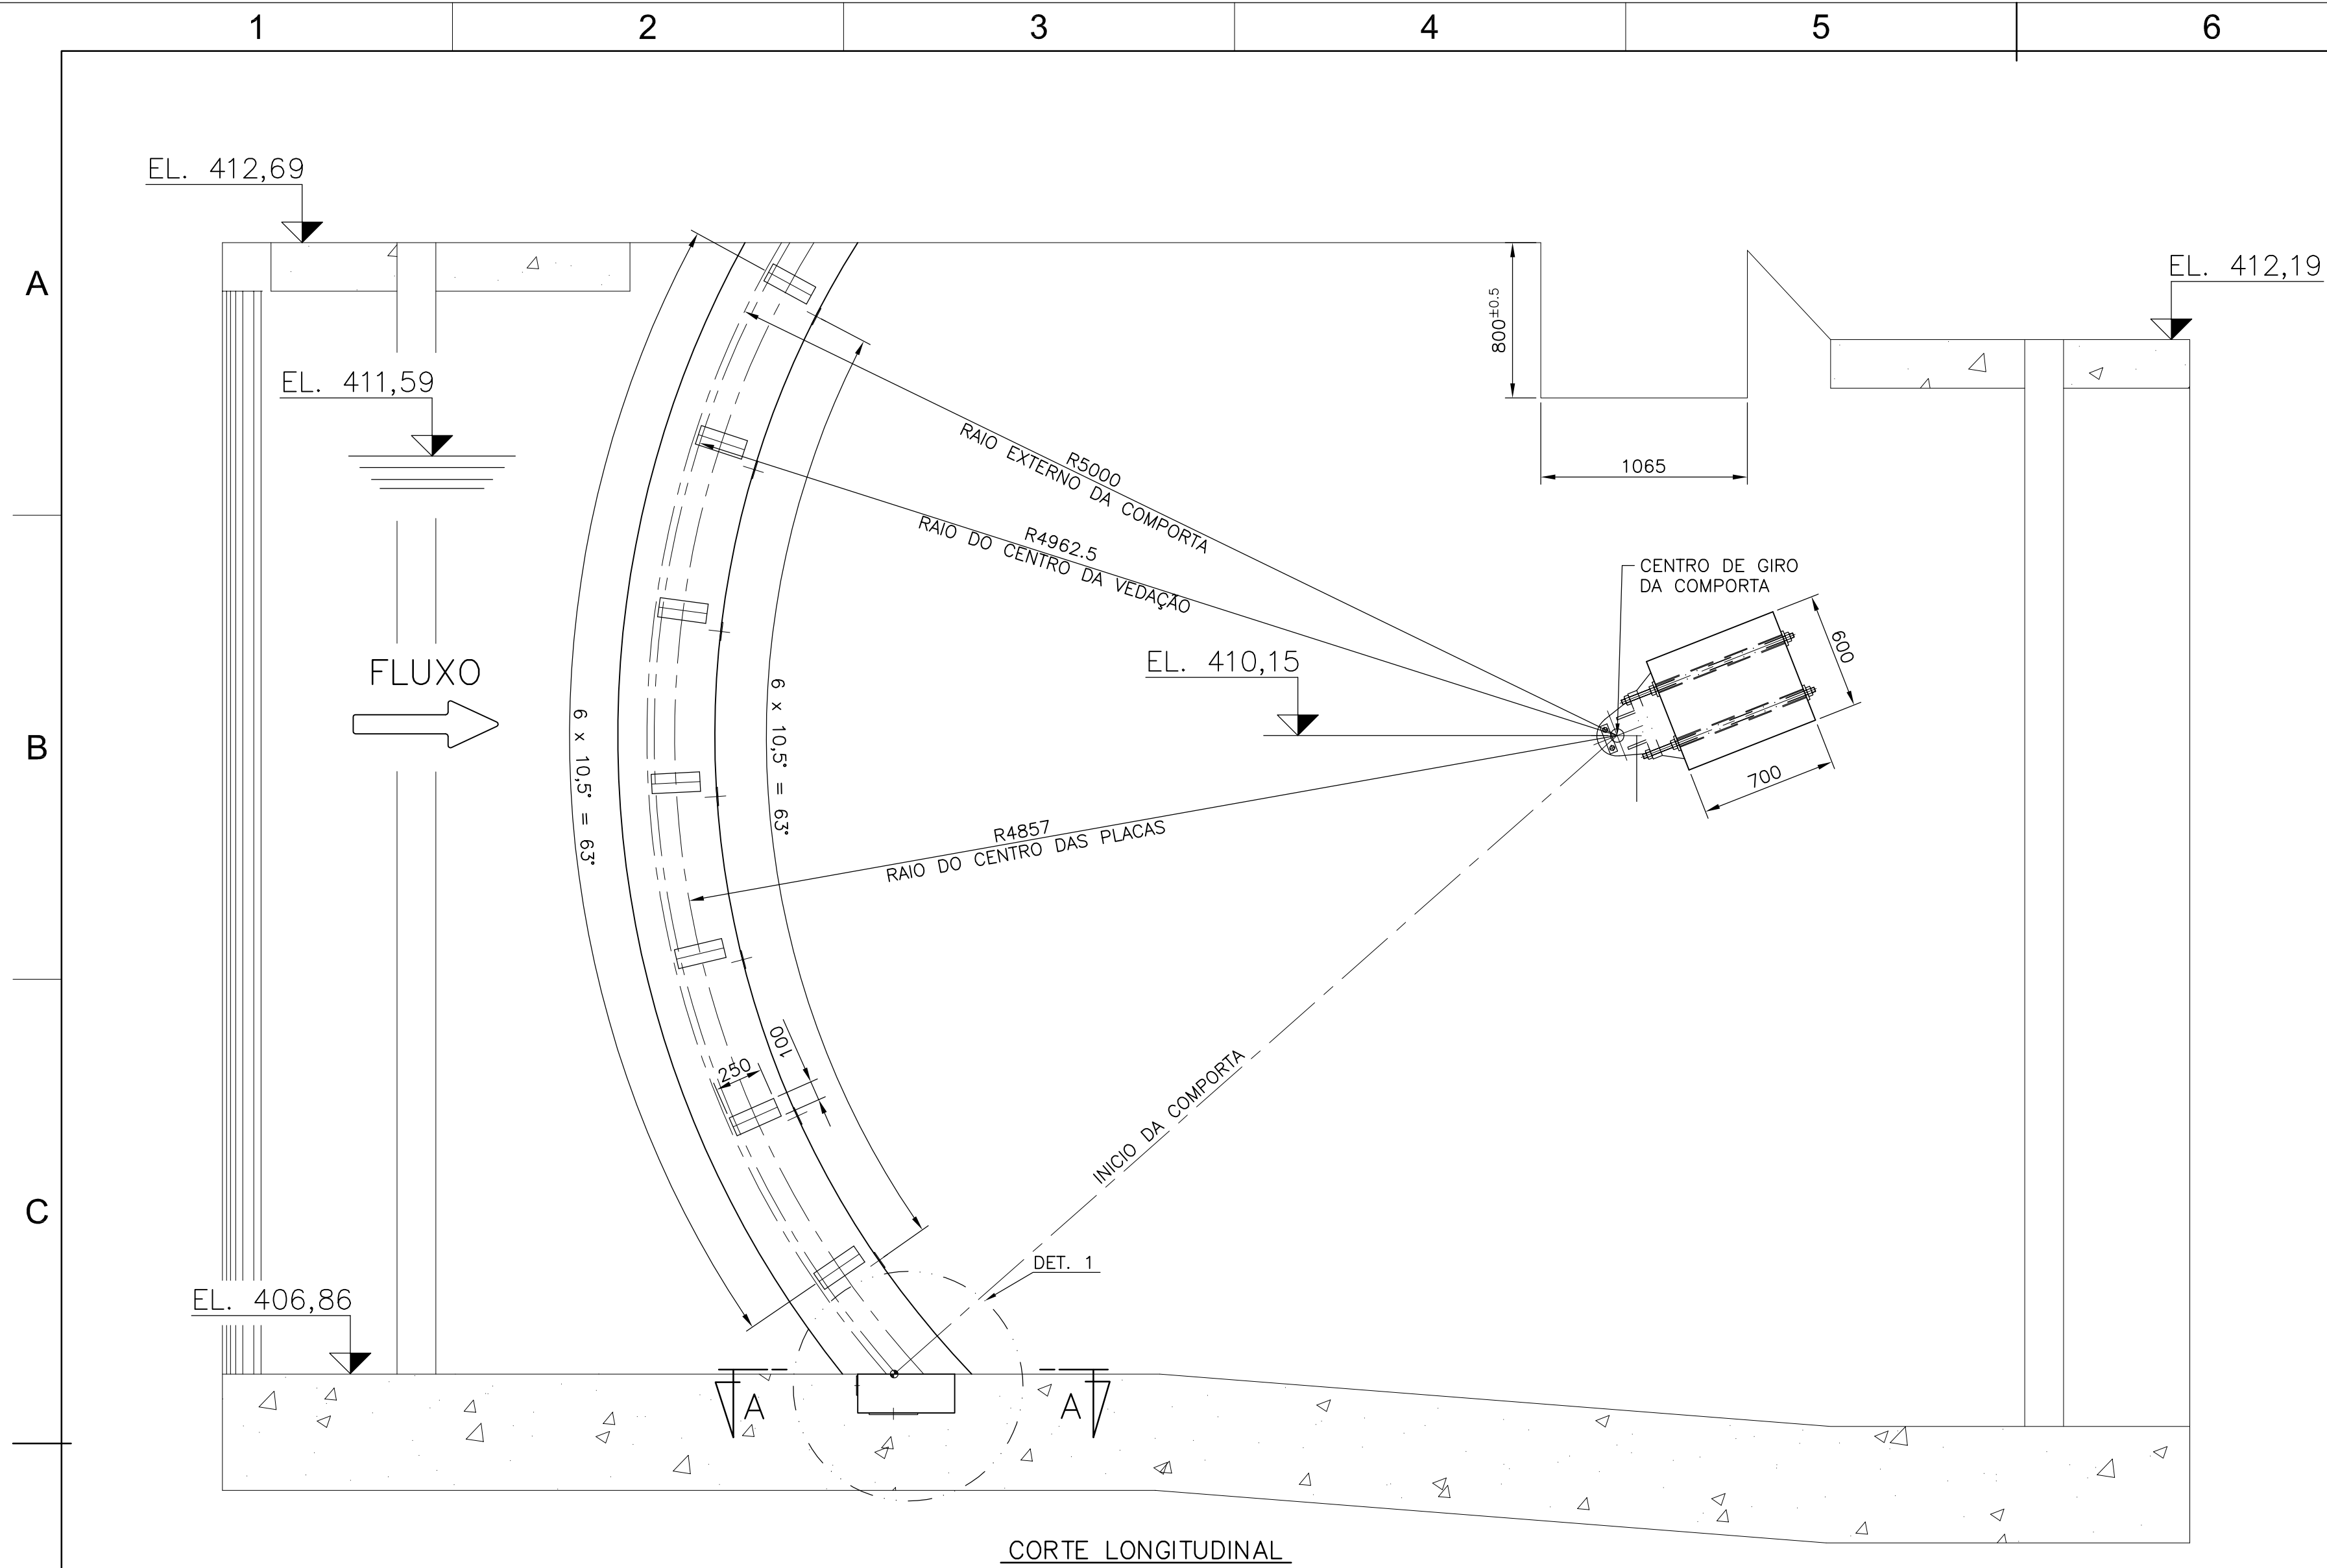 1 2 3 4 5 6
A
B
C
EL. 412,69
EL. 412,19
EL. 411,59
800±0.5
1065
R5000
RAIO EXTERNO DA COMPORTA
R4962.5
RAIO DO CENTRO DA VEDAÇÃO
CENTRO DE GIRO
DA COMPORTA
600
700
EL. 410,15
FLUXO
6 x 10,5° = 63°
6 x 10,5° = 63°
R4857
RAIO DO CENTRO DAS PLACAS
100
250
INICIO DA COMPORTA
DET. 1
EL. 406,86
A
A
CORTE LONGITUDINAL